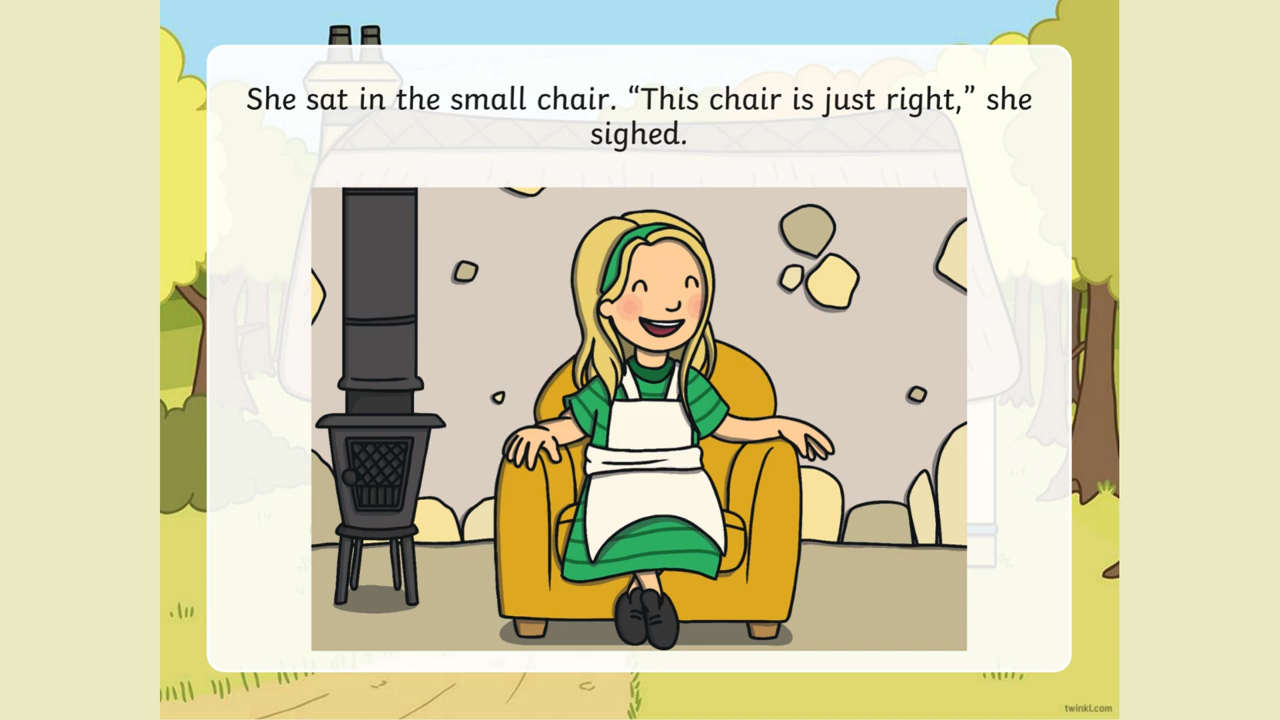 She sat in the small chair. “This chair is just right,” she
sighed.
twinkl.com